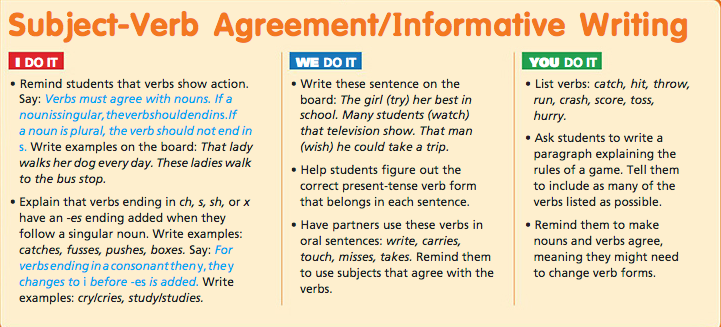 Subject-Verb Agreement/Informative Writing
I DO IT
• Remind students that verbs show action.
Say: Verbs must agree with nouns. If a
nounissingular,theverbshouldendins.If
a noun is plural, the verb should not end in
s. Write examples on the board: That lady
walks her dog every day. These ladies walk
to the bus stop.
• Explain that verbs ending in ch, s, sh, or x
have an -es ending added when they
follow a singular noun. Write examples:
catches, fusses, pushes, boxes. Say: For
verbsendinginaconsonanttheny,they
changes to i before -es is added. Write
examples: cry/cries, study/studies.
WE DO IT
• Write these sentence on the
board: The girl (try) her best in
school. Many students (watch)
that television show. That man
(wish) he could take a trip.
• Help students figure out the
correct present-tense verb form
that belongs in each sentence.
• Have partners use these verbs in
oral sentences: write, carries,
touch, misses, takes. Remind them
to use subjects that agree with the
verbs.
YOU DO IT
• List verbs: catch, hit, throw,
run, crash, score, toss,
hurry.
• Ask students to write a
paragraph explaining the
rules of a game. Tell them
to include as many of the
verbs listed as possible.
• Remind them to make
nouns and verbs agree,
meaning they might need
to change verb forms.